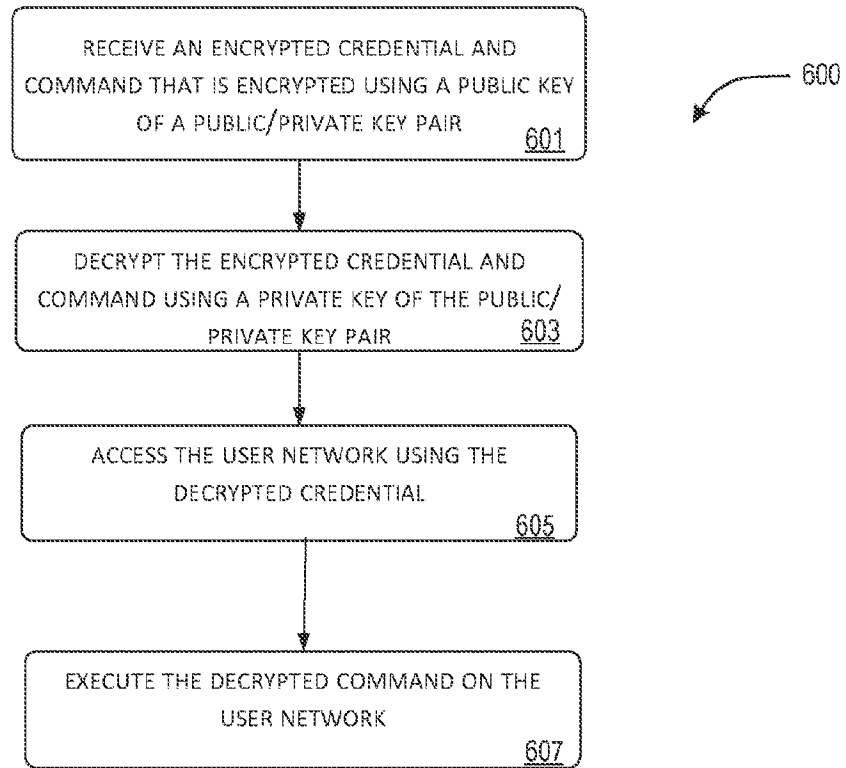 RECEIVE AN ENCRYPTED CREDENTIAL AND
COMMAND THAT IS ENCRYPTED USING A PUBLIC KEY
OF A PUBLIC/PRIVATE KEY PAIR
601
600
DECRYPT THE ENCRYPTED CREDENTIAL AND
COMMAND USING A PRIVATE KEY OF THE PUBLIC/
PRIVATE KEY PAIR
603
ACCESS THE USER NETWORK USING THE
DECRYPTED CREDENTIAL
605
EXECUTE THE DECRYPTED COMMAND ON THE
USER NETWORK
607